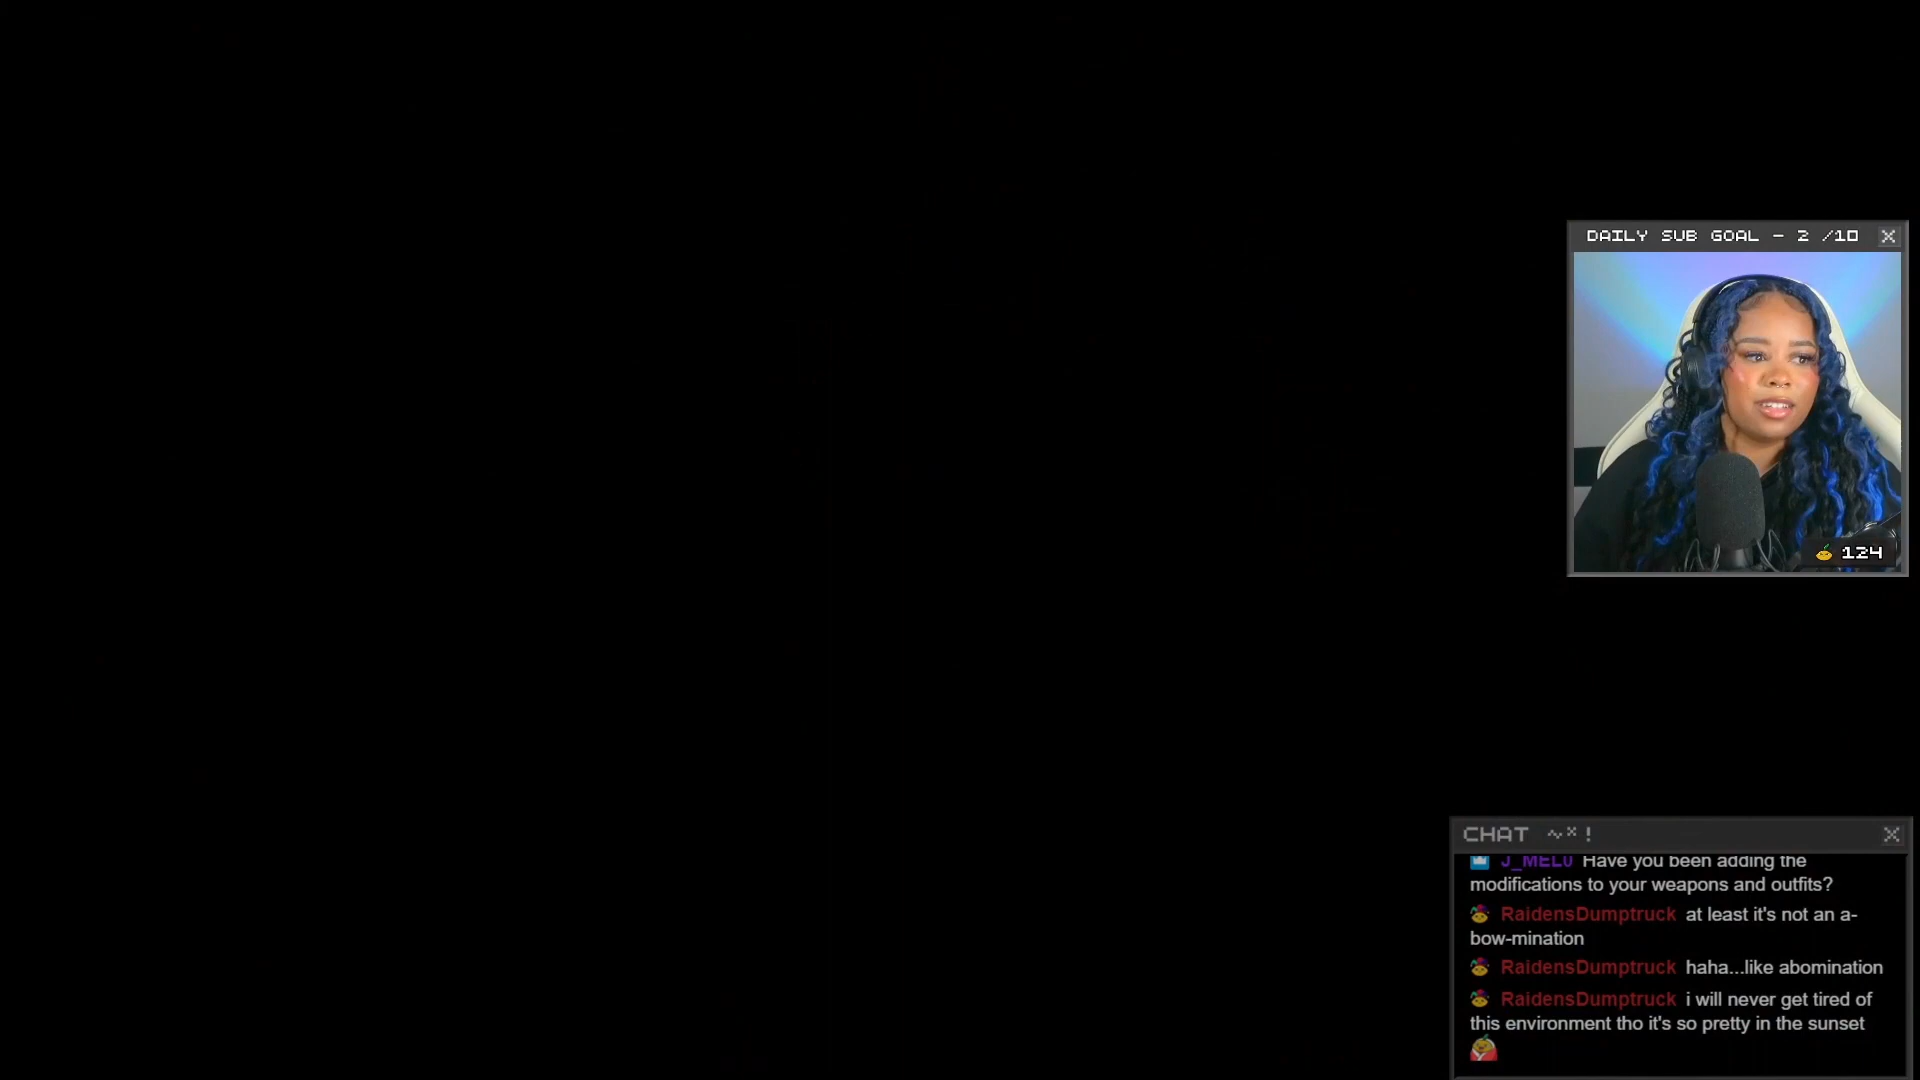 DAILY SUB GOAL - 2 /10
124
CHAT ~* !
J_MEL0 Have you been adding the
modifications to your weapons and outfits?
RaidensDumptruck at least it's not an a-
bow-mination
RaidensDumptruck haha...like abomination
RaidensDumptruck i will never get tired of
this environment tho it's so pretty in the sunset